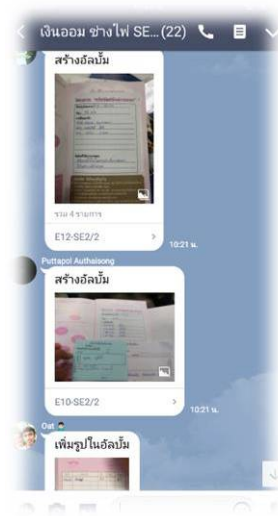 เงินออม ช่างไฟ SE...(22)
สร้างอัลบั้ม
รวม 4 รายการ
E12-SE2/2
10:21 น.
Puttapol Authaisong
สร้างอัลบั้ม
E10-SE2/2
10:21 น.
Oat
เพิ่มรูปในอัลบั้ม